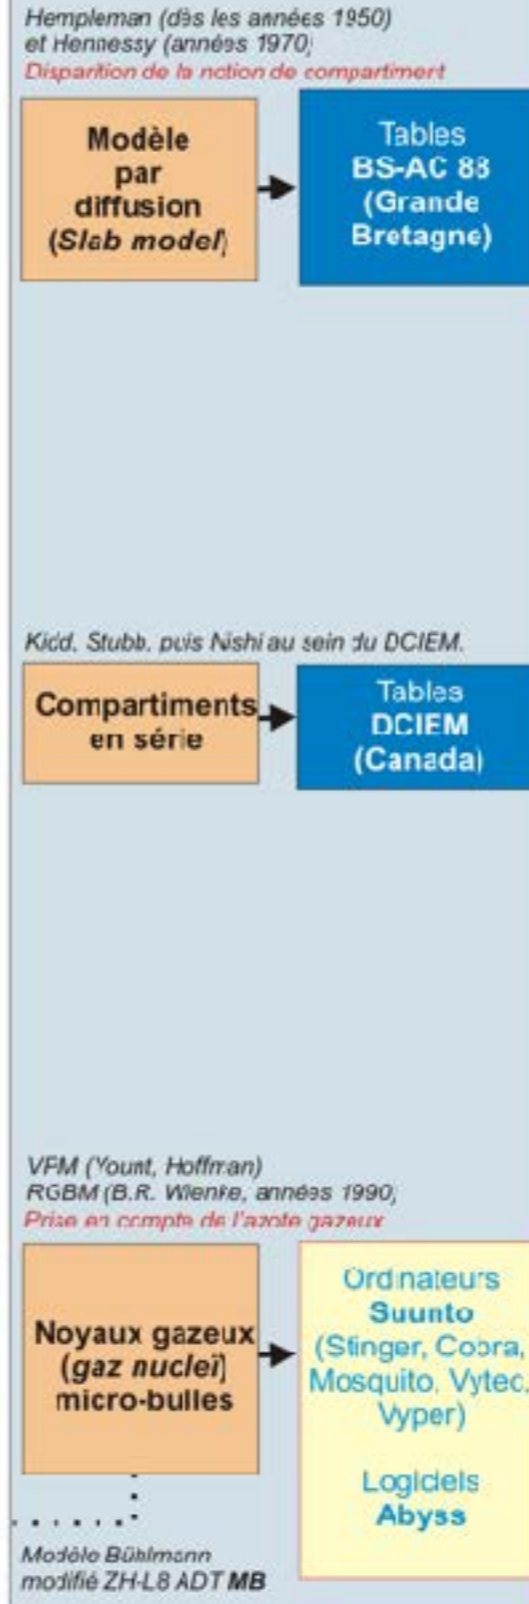 Hempleman (dès les années 1950)
et Hennessy (années 1970)
Disparition de la notion de compartiment
Modèle
par
diffusion
(Slab model)
Tables
BS-AC 88
(Grande
Bretagne)
Kidd, Stubb, puis Nishi au sein du DCIEM.
Compartiments
en série
Tables
DCIEM
(Canada)
VPM (Yount, Hoffman)
RGBM (B.R. Wienke, années 1990)
Prise en compte de l'azote gazeux
Noyaux gazeux
(gaz nucleï)
micro-bulles
Ordinateurs
Suunto
(Stinger, Cobra,
Mosquito, Vytec,
Vyper)
Logiciels
Abyss
Modèle Bühlmann
modifié ZH-L8 ADT MB